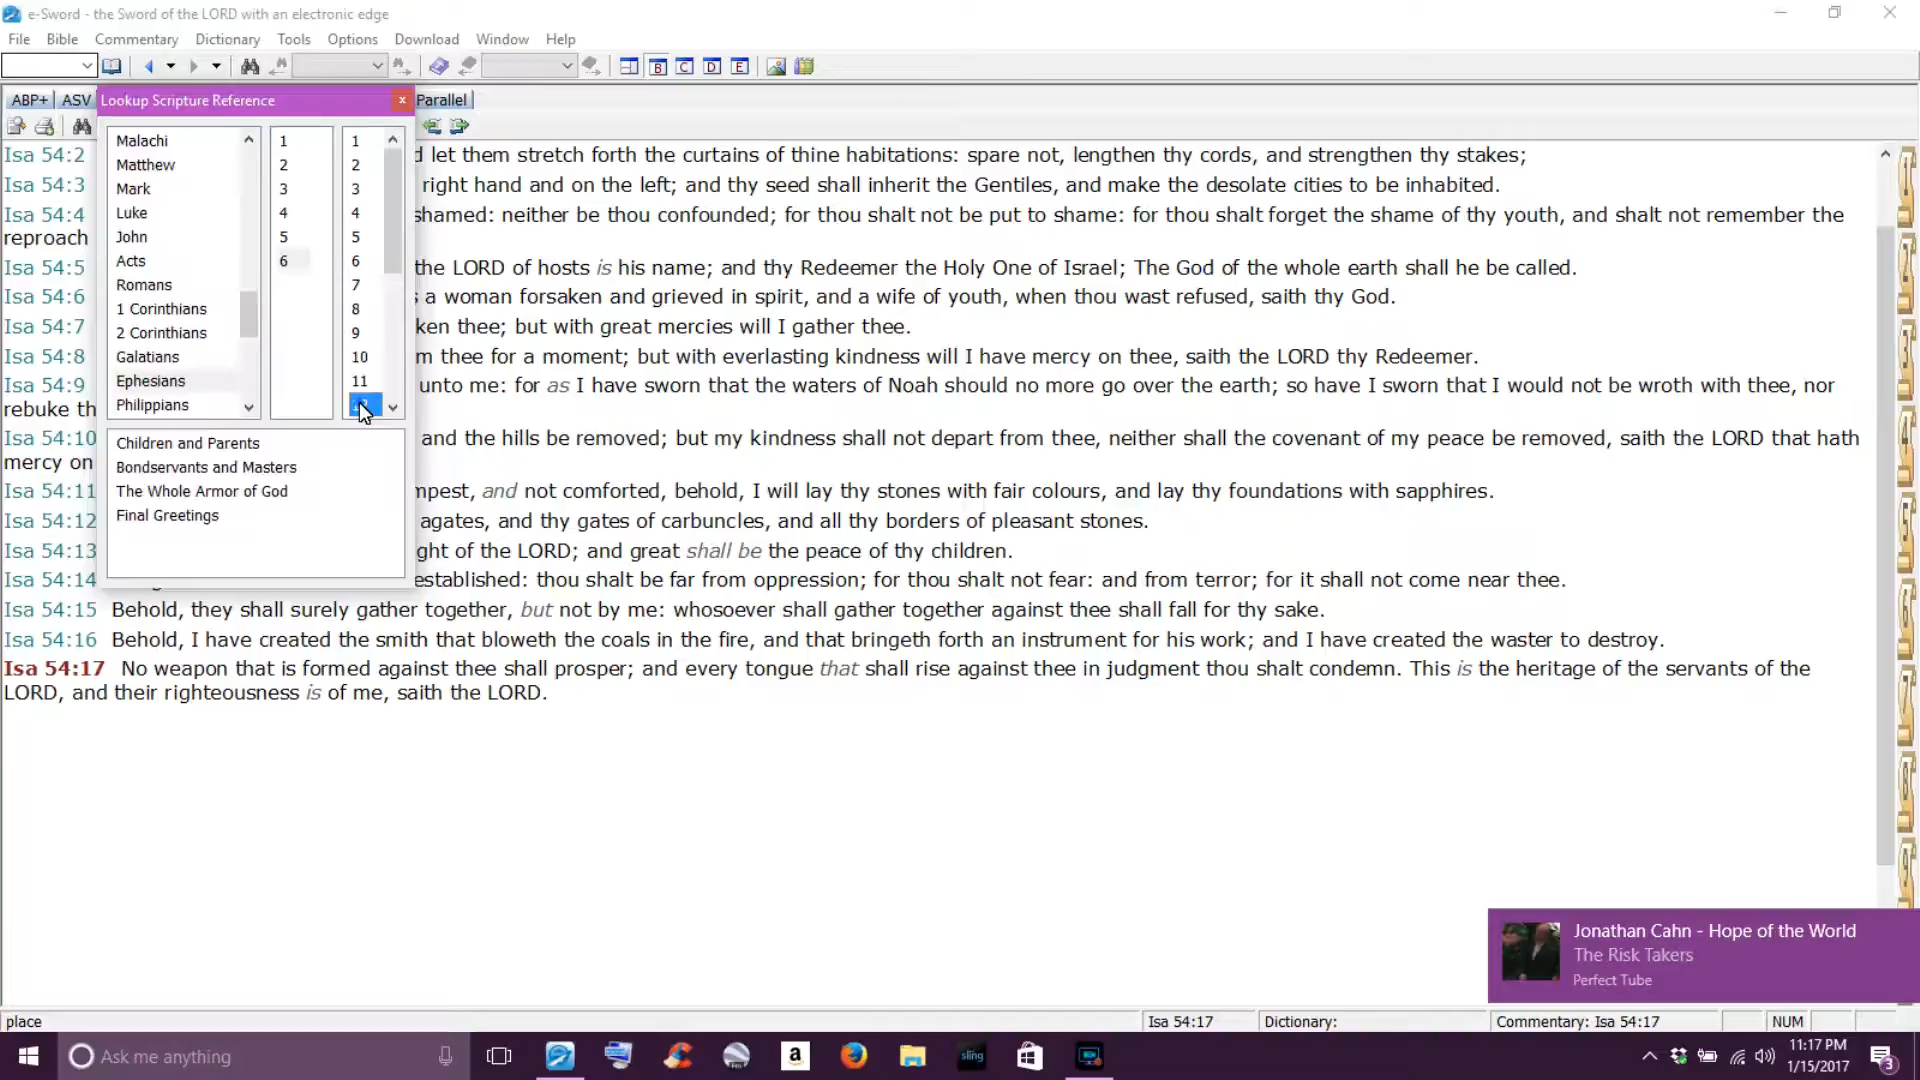 e-Sword - the Sword of the LORD with an electronic edge
File Bible Commentary Dictionary Tools Options Download Window Help
B C D E
ABP+ ASV Lookup Scripture Reference x Parallel
Malachi
Matthew
Mark
Luke
John
Acts
Romans
1 Corinthians
2 Corinthians
Galatians
Ephesians
Philippians
1
2
3
4
5
6
1
2
3
4
5
6
7
8
9
10
11
Children and Parents
Bondservants and Masters
The Whole Armor of God
Final Greetings
Isa 54:2 let them stretch forth the curtains of thine habitations: spare not, lengthen thy cords, and strengthen thy stakes;
Isa 54:3 right hand and on the left; and thy seed shall inherit the Gentiles, and make the desolate cities to be inhabited.
Isa 54:4 shamed: neither be thou confounded; for thou shalt not be put to shame: for thou shalt forget the shame of thy youth, and shalt not remember the
reproach
Isa 54:5 the LORD of hosts is his name; and thy Redeemer the Holy One of Israel; The God of the whole earth shall he be called.
Isa 54:6 a woman forsaken and grieved in spirit, and a wife of youth, when thou wast refused, saith thy God.
Isa 54:7 ken thee; but with great mercies will I gather thee.
Isa 54:8 m thee for a moment; but with everlasting kindness will I have mercy on thee, saith the LORD thy Redeemer.
Isa 54:9 unto me: for as I have sworn that the waters of Noah should no more go over the earth; so have I sworn that I would not be wroth with thee, nor
rebuke th
Isa 54:10 and the hills be removed; but my kindness shall not depart from thee, neither shall the covenant of my peace be removed, saith the LORD that hath
mercy on
Isa 54:11 mpest, and not comforted, behold, I will lay thy stones with fair colours, and lay thy foundations with sapphires.
Isa 54:12 agates, and thy gates of carbuncles, and all thy borders of pleasant stones.
Isa 54:13 ght of the LORD; and great shall be the peace of thy children.
Isa 54:14 established: thou shalt be far from oppression; for thou shalt not fear: and from terror; for it shall not come near thee.
Isa 54:15 Behold, they shall surely gather together, but not by me: whosoever shall gather together against thee shall fall for thy sake.
Isa 54:16 Behold, I have created the smith that bloweth the coals in the fire, and that bringeth forth an instrument for his work; and I have created the waster to destroy.
Isa 54:17 No weapon that is formed against thee shall prosper; and every tongue that shall rise against thee in judgment thou shalt condemn. This is the heritage of the servants of the
LORD, and their righteousness is of me, saith the LORD.
Jonathan Cahn - Hope of the World
The Risk Takers
Perfect Tube
place Isa 54:17 Dictionary: Commentary: Isa 54:17 NUM
Ask me anything
a
sling
11:17 PM
1/15/2017
3